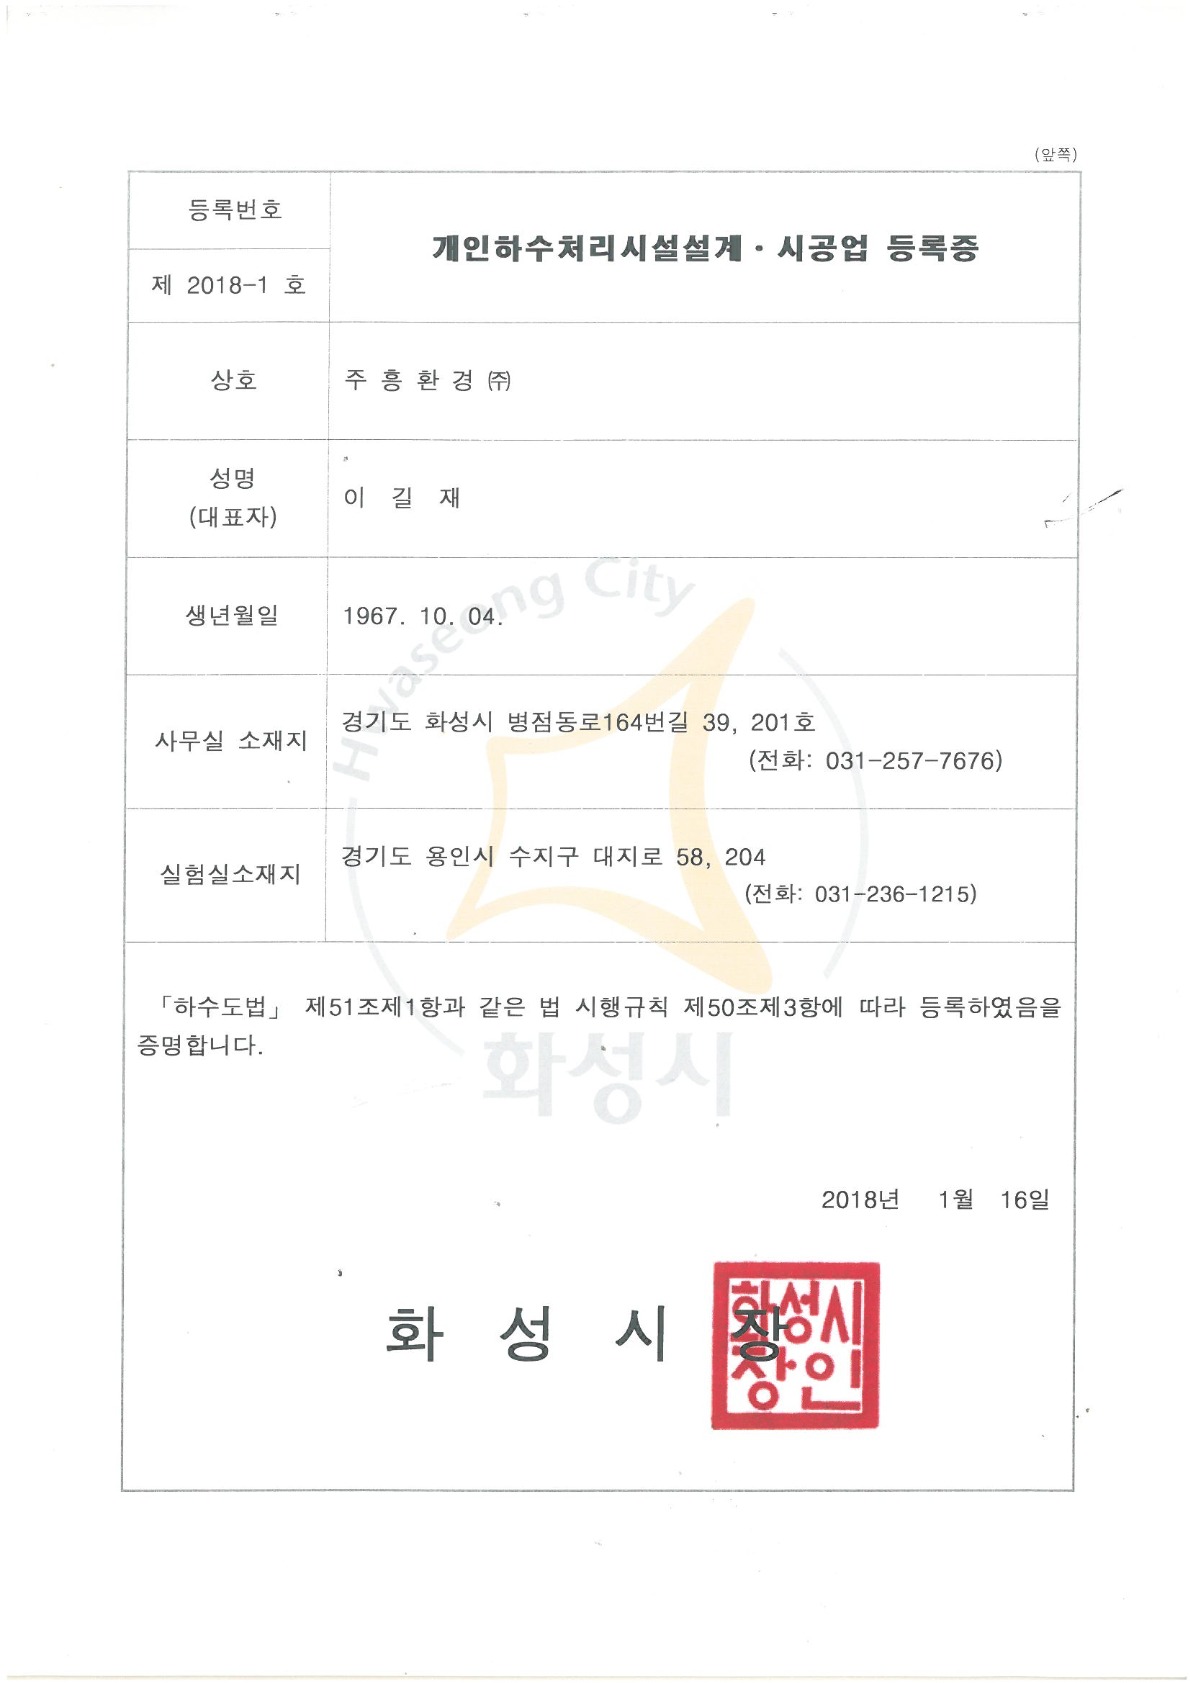 (앞쪽)
등록번호
제 2018-1 호
개인하수처리시설설계·시공업 등록증
상호
주 흥 환 경 ㈜
성명
(대표자)
이 길 재
생년월일
1967. 10. 04.
사무실 소재지
경기도 화성시 병점동로164번길 39, 201호
(전화: 031-257-7676)
실험실소재지
경기도 용인시 수지구 대지로 58, 204
(전화: 031-236-1215)
「하수도법」 제51조제1항과 같은 법 시행규칙 제50조제3항에 따라 등록하였음을
증명합니다.
Hwaseong City
화성시
2018년 1월 16일
화 성 시 장
화성시
장인